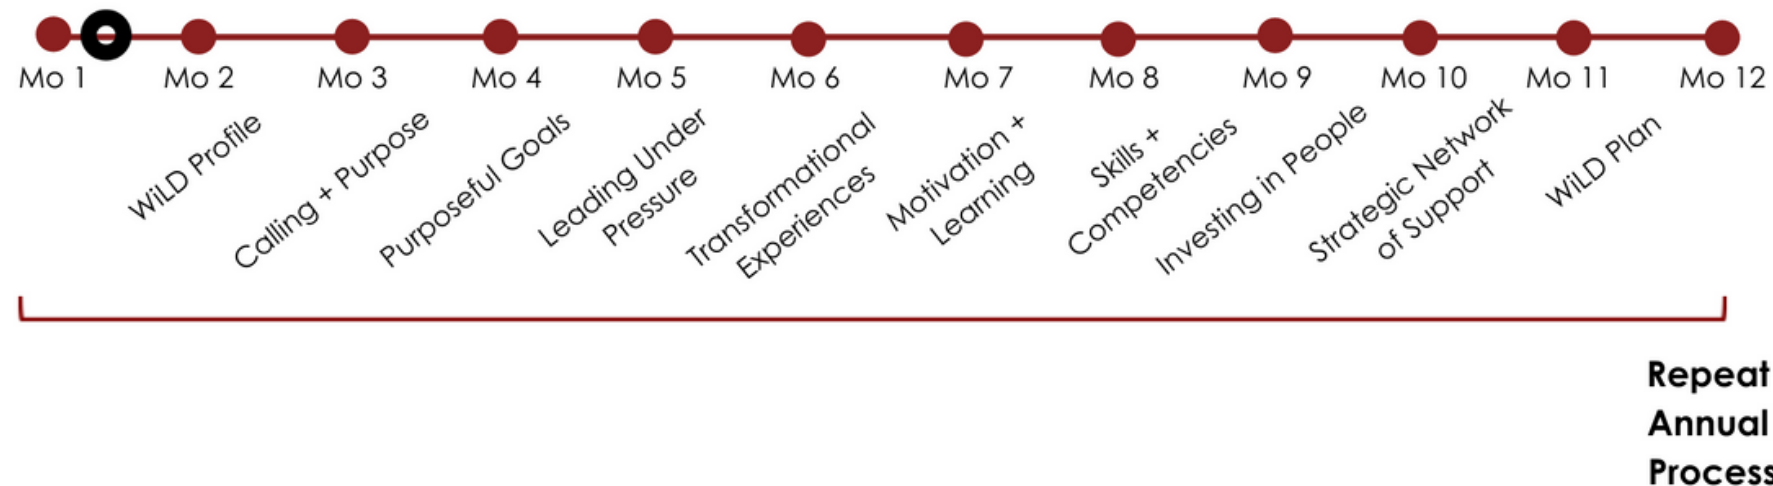 Mo 1
Mo 2
Mo 3
Mo 4
Mo 5
Mo 6
Mo 7
Mo 8
Mo 9
Mo 10
Mo 11
Mo 12
WiLD Profile
Calling + Purpose
Purposeful Goals
Leading Under
Pressure
Transformational
Experiences
Motivation +
Learning
Skills +
Competencies
Investing in People
Strategic Network
of Support
WiLD Plan
Repeat
Annual
Process